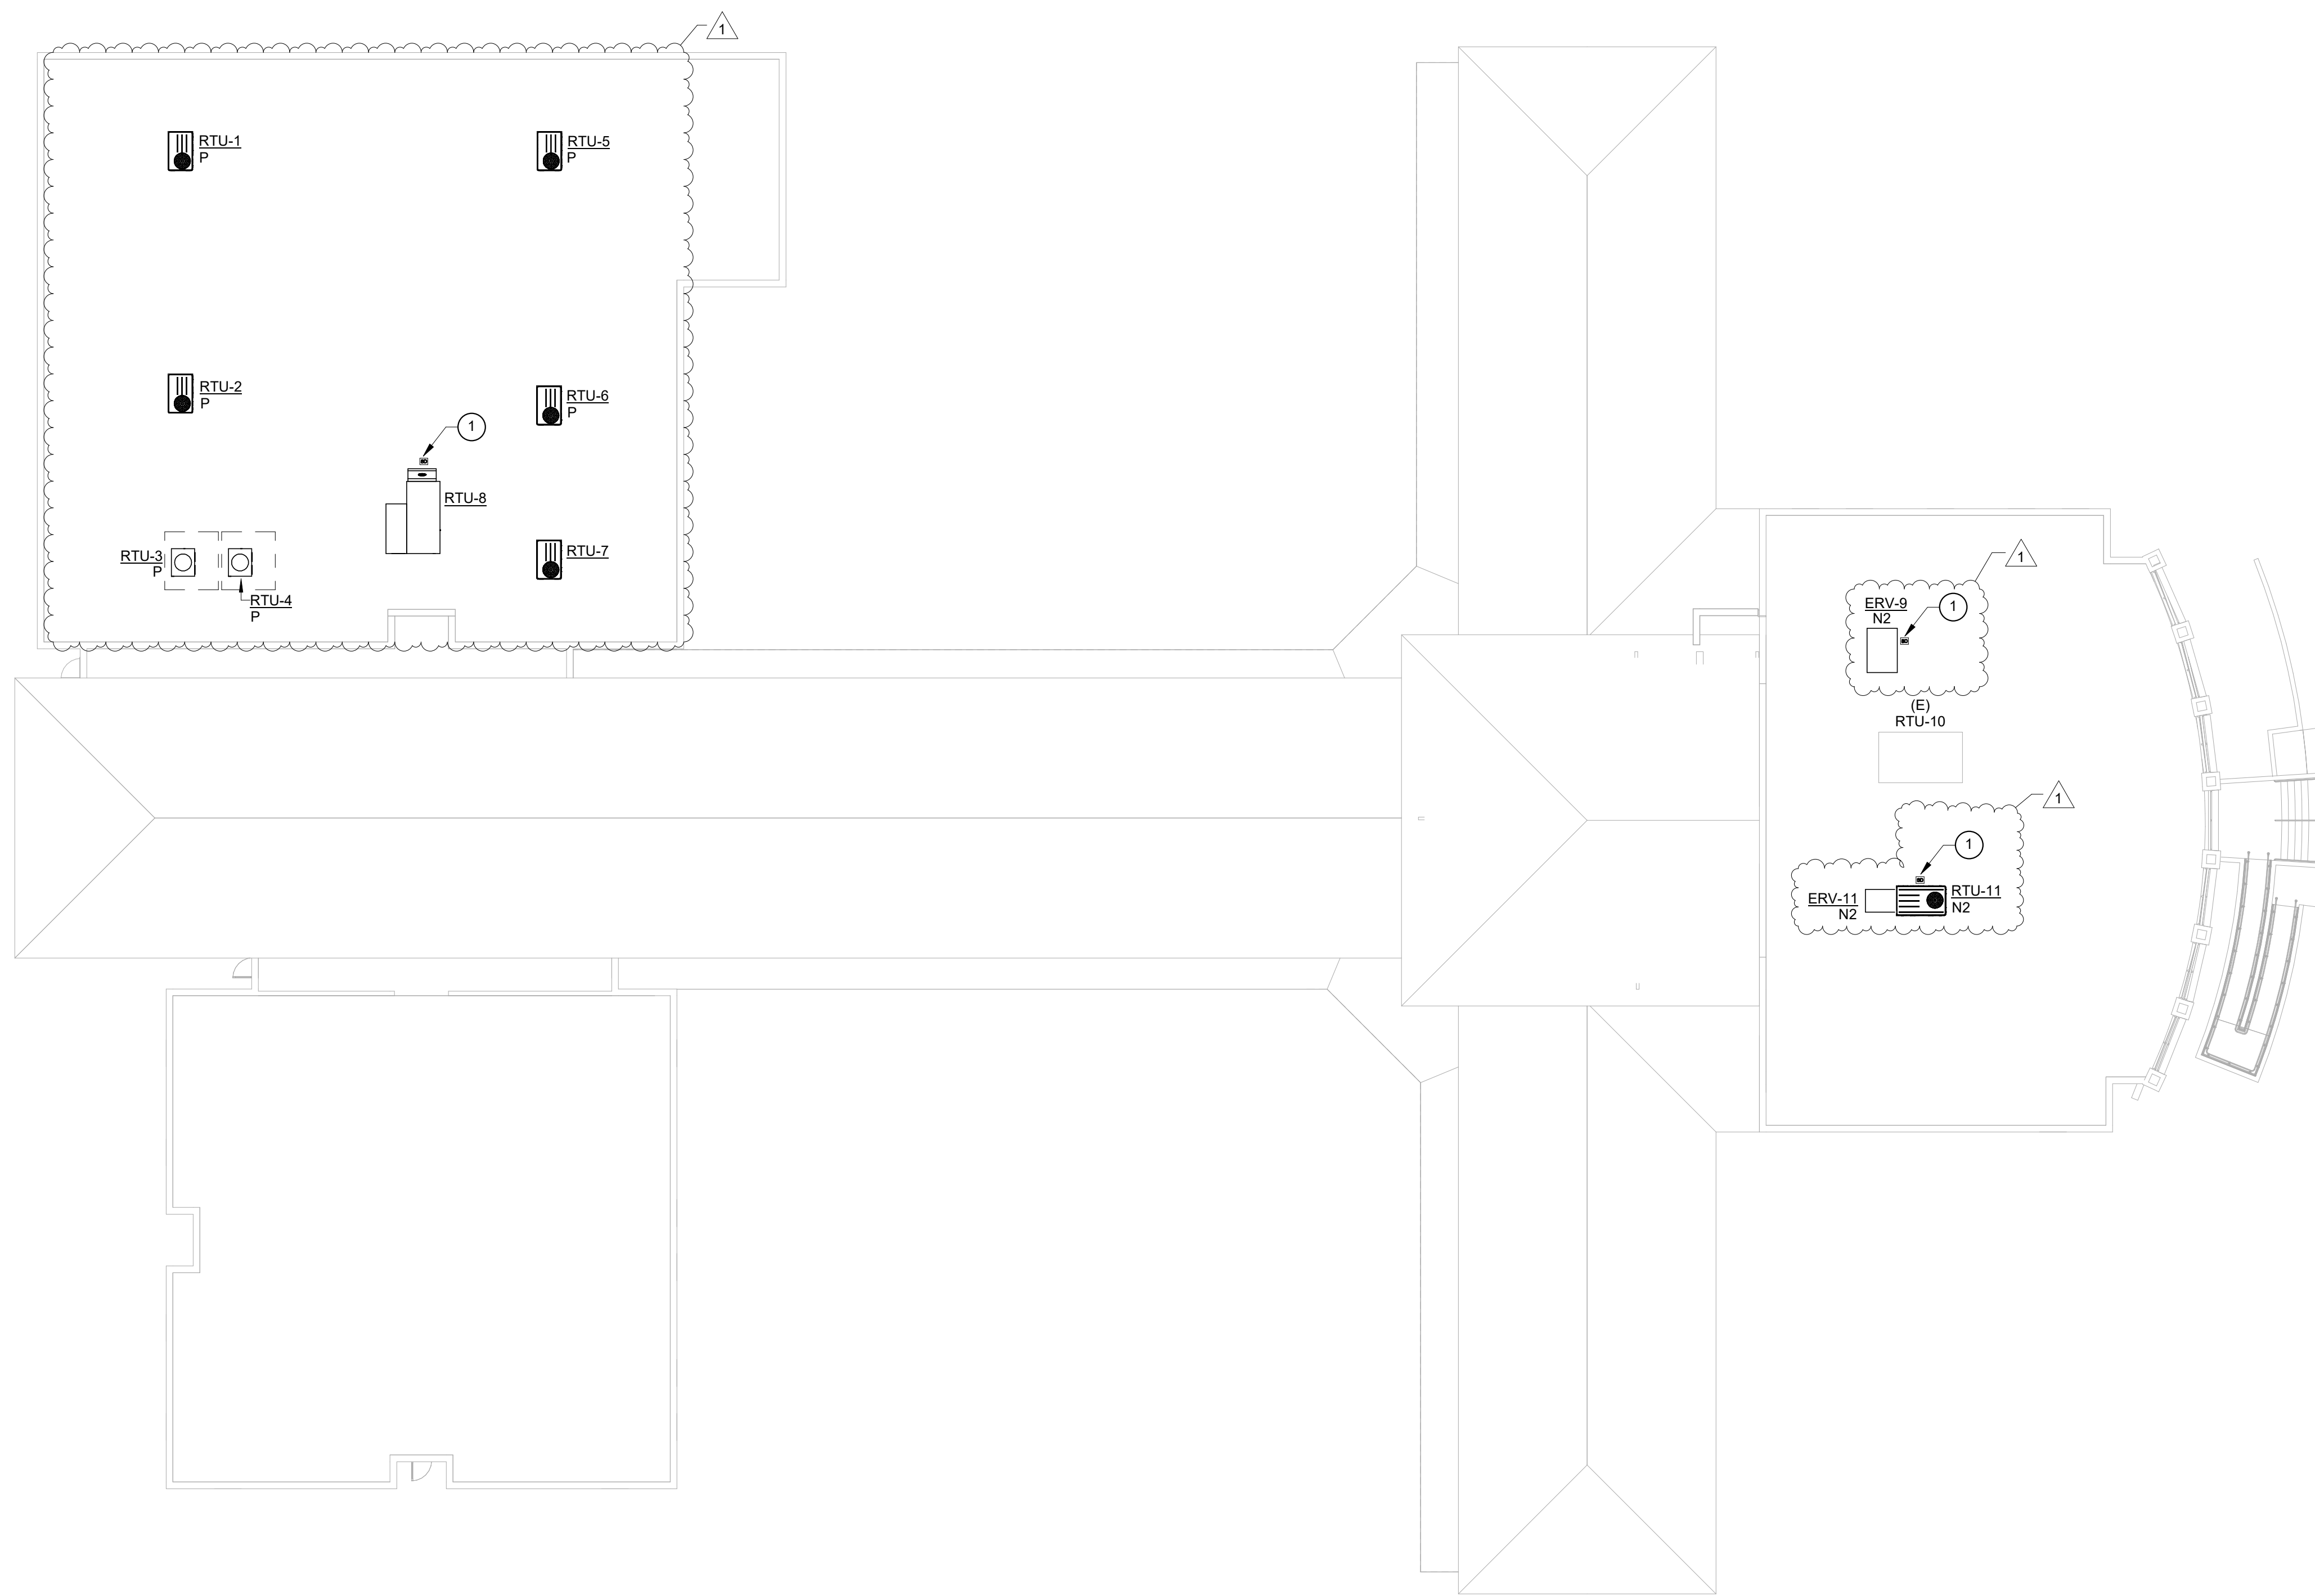 1
RTU-1
P
RTU-5
P
RTU-2
P
RTU-6
P
1
RTU-8
RTU-3
P
RTU-4
P
RTU-7
1
ERV-9
N2
1
(E)
RTU-10
1
1
ERV-11
N2
RTU-11
N2